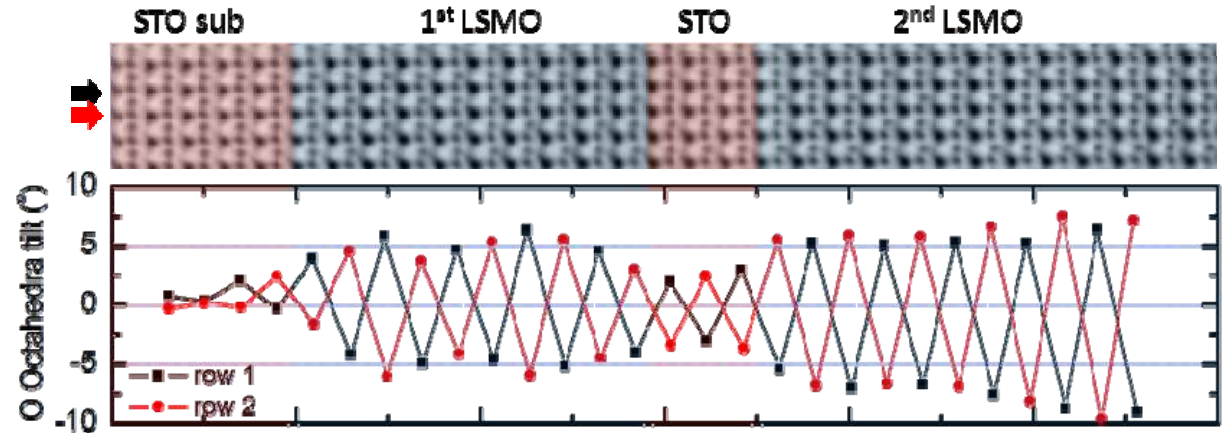 STO sub 1st LSMO STO 2nd LSMO
10
5
0
-5
-10
O Octahedra tilt (°)
row 1
row 2